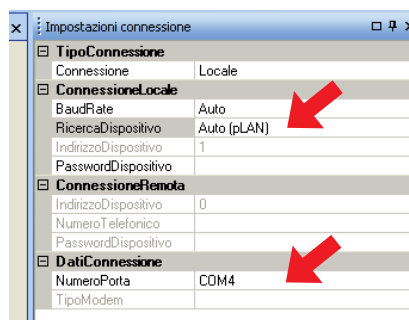 Impostazioni connessione
TipoConnessione
Connessione Locale
ConnessioneLocale
BaudRate Auto
RicercaDispositivo Auto (pLAN)
IndirizzoDispositivo 1
PasswordDispositivo
ConnessioneRemota
IndirizzoDispositivo 0
NumeroTelefonico
PasswordDispositivo
DatiConnessione
NumeroPorta COM4
TipoModem